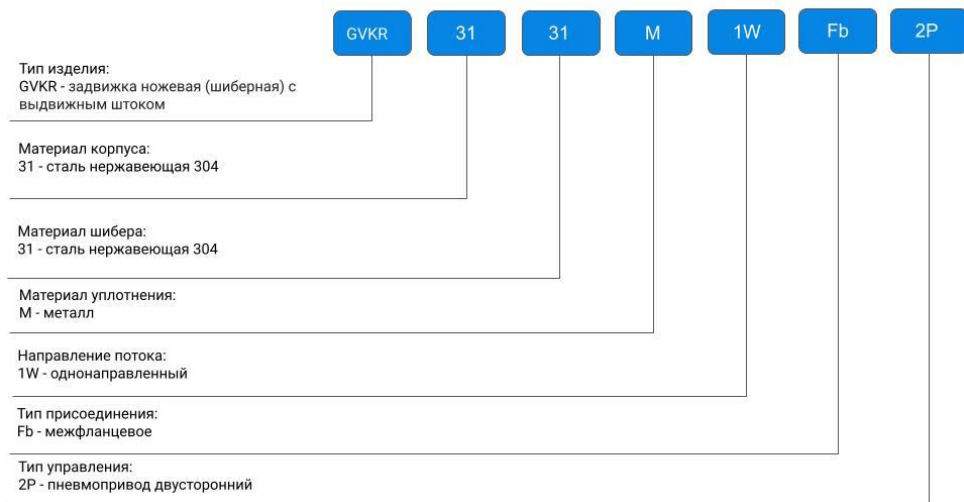 GVKR 31 31 M 1W Fb 2P
Тип изделия:
GVKR - задвижка ножевая (шиберная) с
выдвижным штоком
Материал корпуса:
31 - сталь нержавеющая 304
Материал шибера:
31 - сталь нержавеющая 304
Материал уплотнения:
М - металл
Направление потока:
1W - однонаправленный
Тип присоединения:
Fb - межфланцевое
Тип управления:
2P - пневмопривод двусторонний